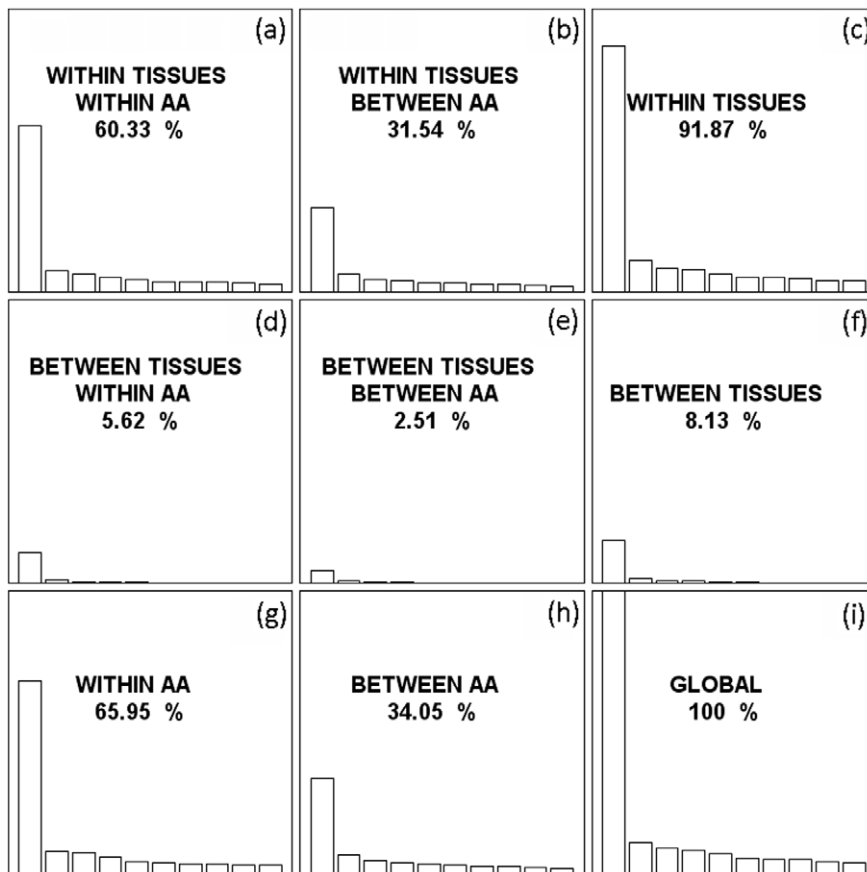 (a)
WITHIN TISSUES
WITHIN AA
60.33 %
(b)
WITHIN TISSUES
BETWEEN AA
31.54 %
(c)
WITHIN TISSUES
91.87 %
(d)
BETWEEN TISSUES
WITHIN AA
5.62 %
(e)
BETWEEN TISSUES
BETWEEN AA
2.51 %
(f)
BETWEEN TISSUES
8.13 %
(g)
WITHIN AA
65.95 %
(h)
BETWEEN AA
34.05 %
(i)
GLOBAL
100 %